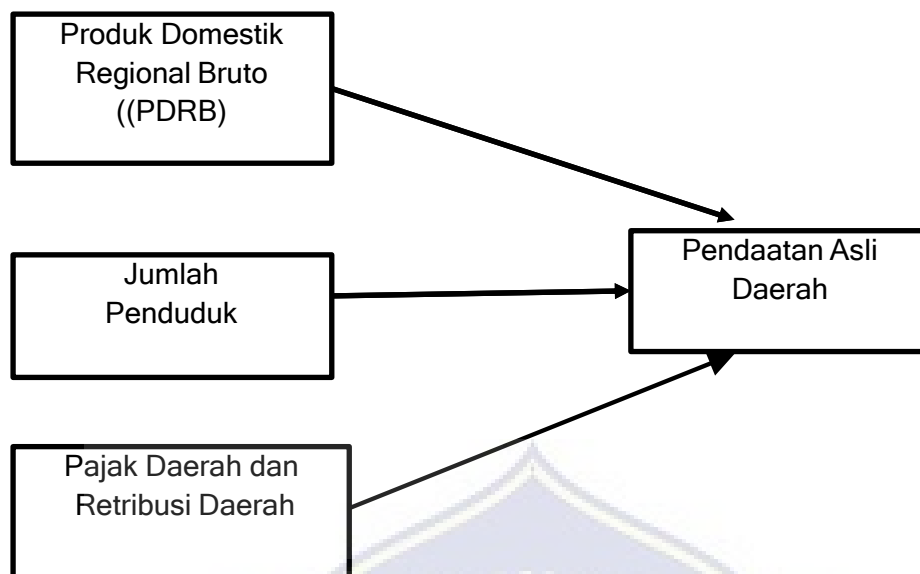 Produk Domestik
Regional Bruto
((PDRB)
Jumlah
Penduduk
Pendaatan Asli
Daerah
Pajak Daerah dan
Retribusi Daerah